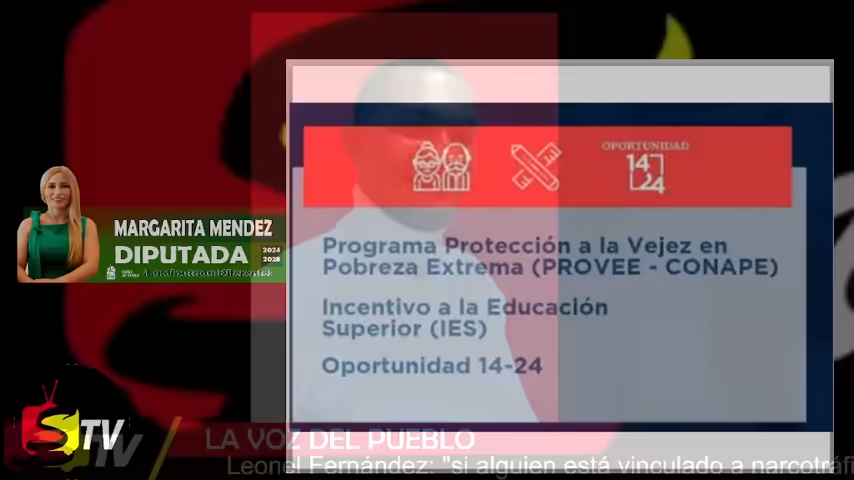 OPORTUNIDAD
14
24
Programa Protección a la Vejez en
Pobreza Extrema (PROVEE - CONAPE)
Incentivo a la Educación
Superior (IES)
Oportunidad 14-24
MARGARITA MENDEZ
DIPUTADA
2024
2028
STV
LA VOZ DEL PUEBLO
Leonel Fernández: "si alguien está vinculado a narcotráfi